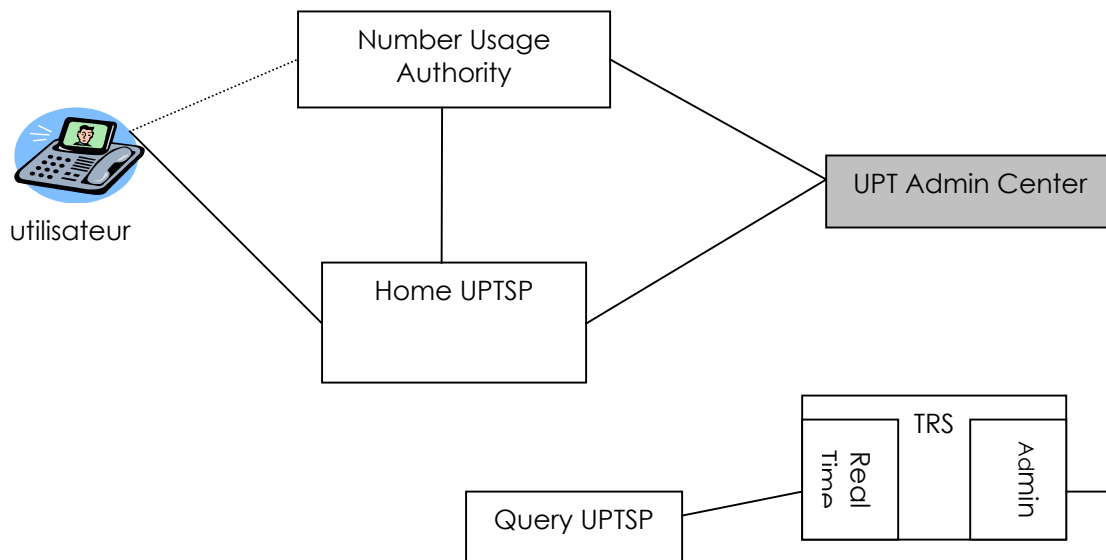 Number Usage
Authority
UPT Admin Center
utilisateur
Home UPTSP
TRS
Real
Time
Admin
Query UPTSP